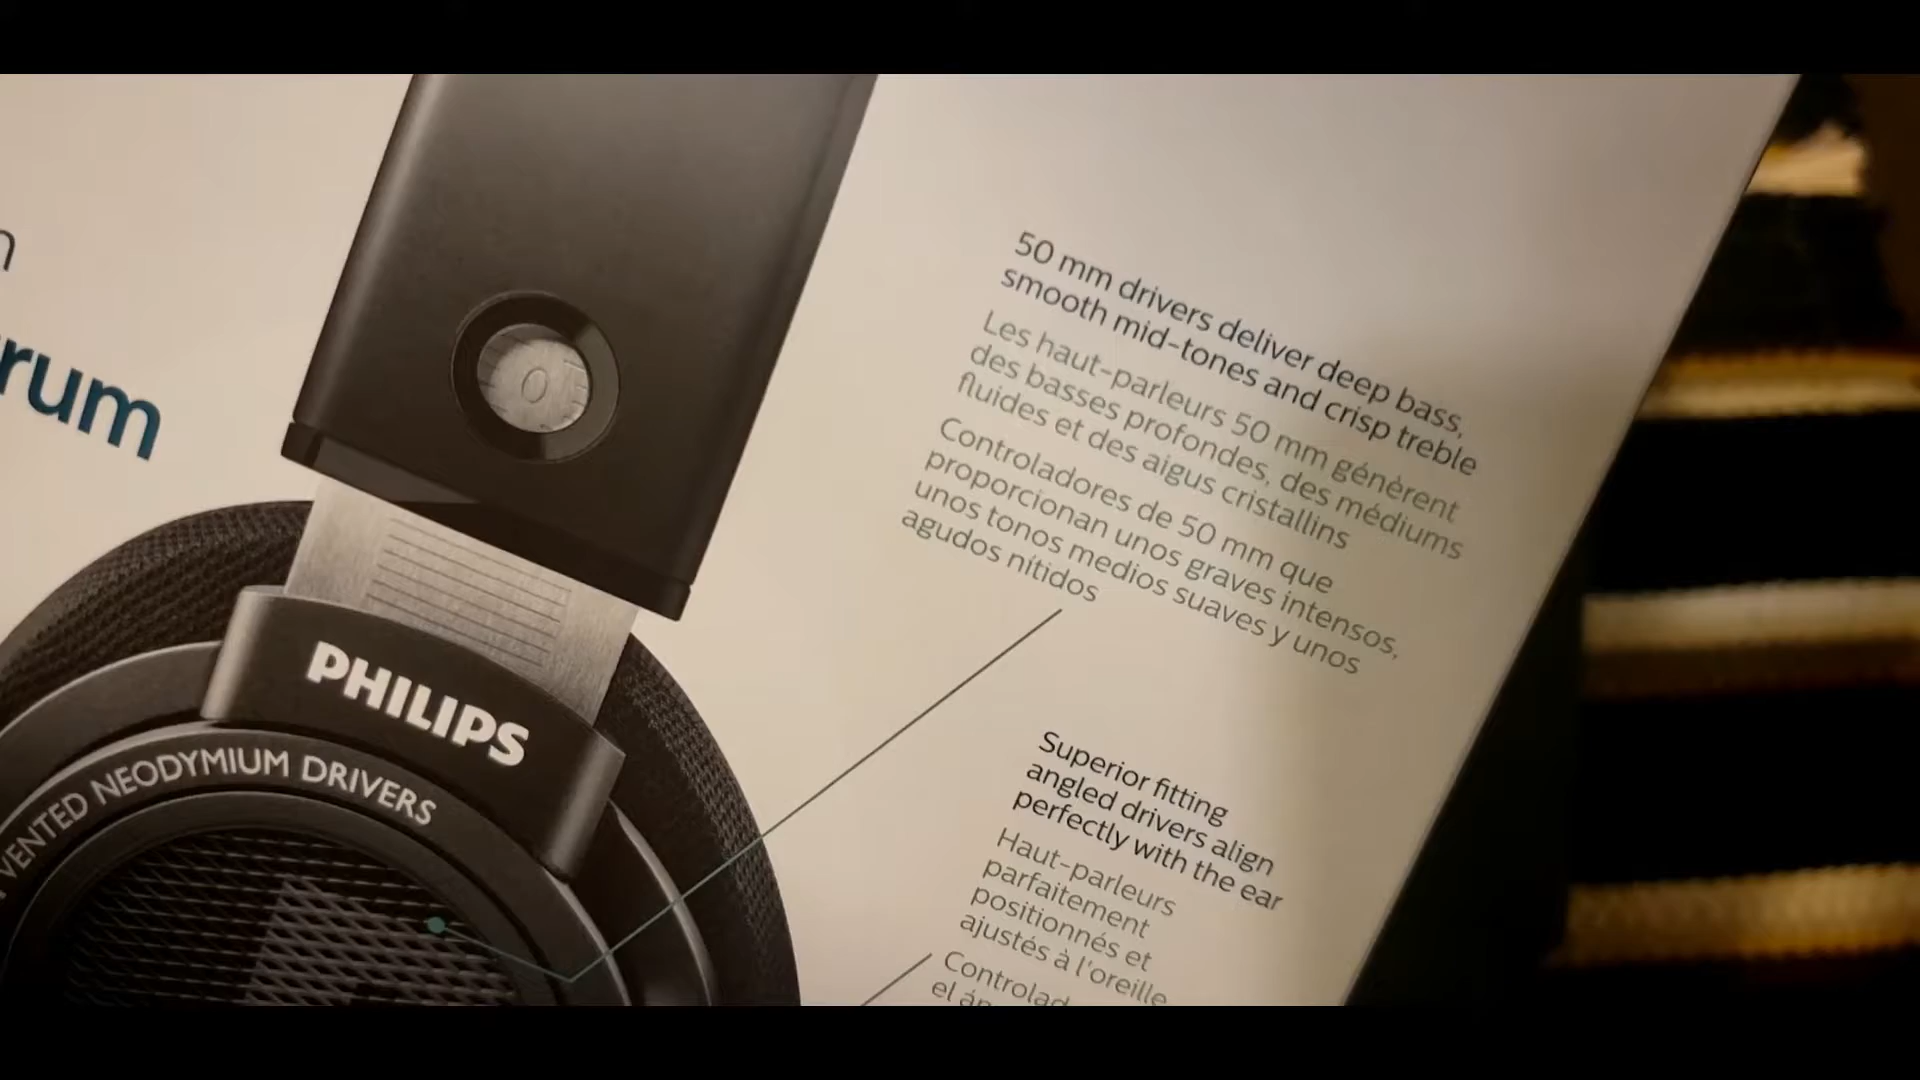 50 mm drivers deliver deep bass,
smooth mid-tones and crisp treble
Les haut-parleurs 50 mm génèrent
des basses profondes, des médiums
fluides et des aigus cristallins
Controladores de 50 mm que
proporcionan unos graves intensos,
unos tonos medios suaves y unos
agudos nítidos
PHILIPS
VENTED NEODYMIUM DRIVERS
Superior fitting
angled drivers align
perfectly with the ear
Haut-parleurs
parfaitement
positionnés et
ajustés à l'oreille